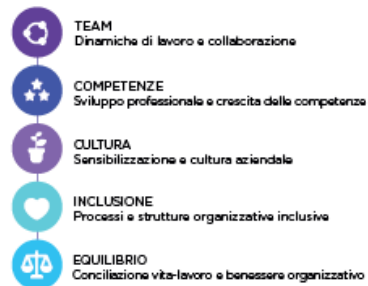 TEAM
Dinamiche di lavoro e collaborazione
COMPETENZE
Sviluppo professionale e crescita delle competenze
CULTURA
Sensibilizzazione e cultura aziendale
INCLUSIONE
Processi e strutture organizzative inclusive
EQUILIBRIO
Conciliazione vita-lavoro e benessere organizzativo